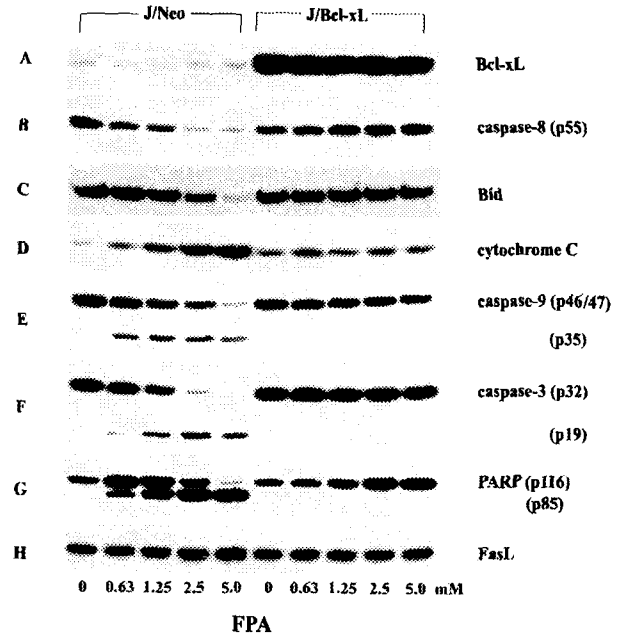 J/Neo J/Bcl-xL
A Bcl-xL
B caspase-8 (p55)
C Bid
D cytochrome C
E caspase-9 (p46/47)
(p35)
F caspase-3 (p32)
(p19)
G PARP (p116)
(p85)
H FasL
0 0.63 1.25 2.5 5.0 0 0.63 1.25 2.5 5.0 mM
FPA